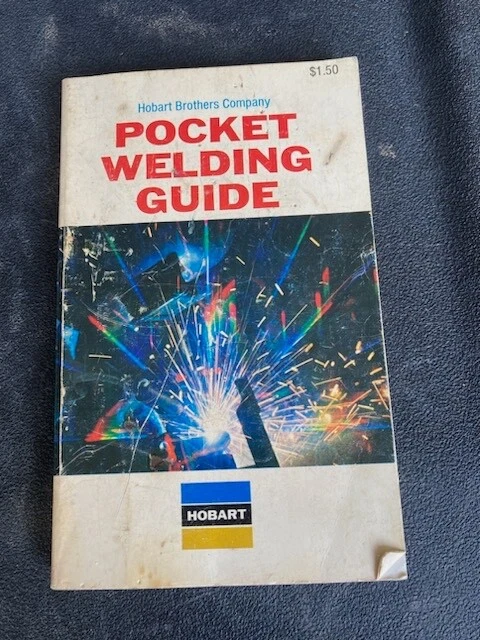 $1.50
Hobart Brothers Company
POCKET
WELDING
GUIDE
HOBART